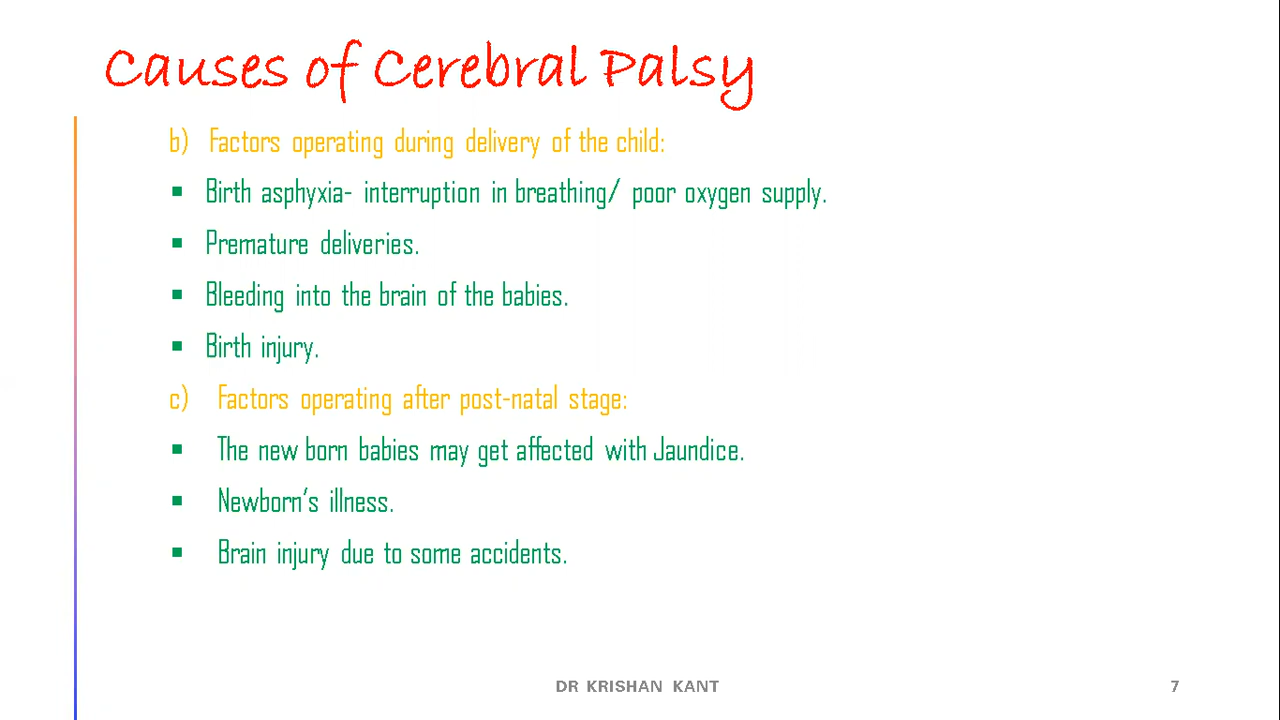 Causes of Cerebral Palsy
b) Factors operating during delivery of the child:
▪ Birth asphyxia- interruption in breathing/ poor oxygen supply.
▪ Premature deliveries.
▪ Bleeding into the brain of the babies.
▪ Birth injury.
c) Factors operating after post-natal stage:
▪ The new born babies may get affected with Jaundice.
▪ Newborn's illness.
▪ Brain injury due to some accidents.
DR KRISHAN KANT
7